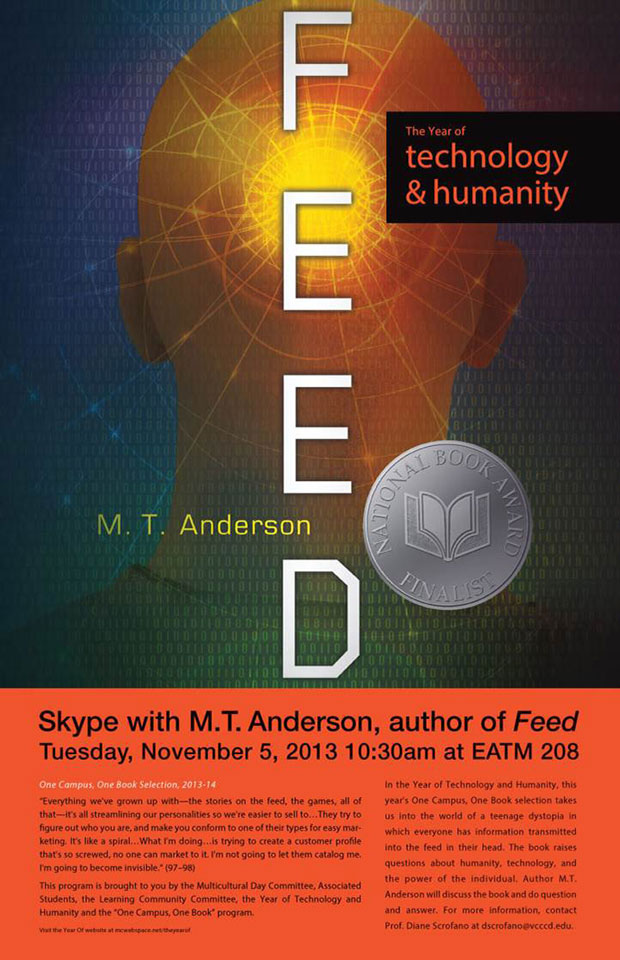 FEED
The Year of
technology
& humanity
M. T. Anderson
NATIONAL BOOK AWARD
FINALIST
Skype with M.T. Anderson, author of Feed
Tuesday, November 5, 2013 10:30am at EATM 208
One Campus, One Book Selection, 2013-14
“Everything we’ve grown up with—the stories on the feed, the games, all of
that—it’s all streamlining our personalities so we’re easier to sell to…They try to
figure out who you are, and make you conform to one of their types for easy mar-
keting. It’s like a spiral…What I’m doing…is trying to create a customer profile
that’s so screwed, no one can market to it. I’m not going to let them catalog me.
I’m going to become invisible.” (97–98)
This program is brought to you by the Multicultural Day Committee, Associated
Students, the Learning Community Committee, the Year of Technology and
Humanity and the “One Campus, One Book” program.
Visit the Year Of website at mcwebspace.net/theyearof
In the Year of Technology and Humanity, this
year’s One Campus, One Book selection takes
us into the world of a teenage dystopia in
which everyone has information transmitted
into the feed in their head. The book raises
questions about humanity, technology, and
the power of the individual. Author M.T.
Anderson will discuss the book and do question
and answer. For more information, contact
Prof. Diane Scrofano at dscrofano@vcccd.edu.